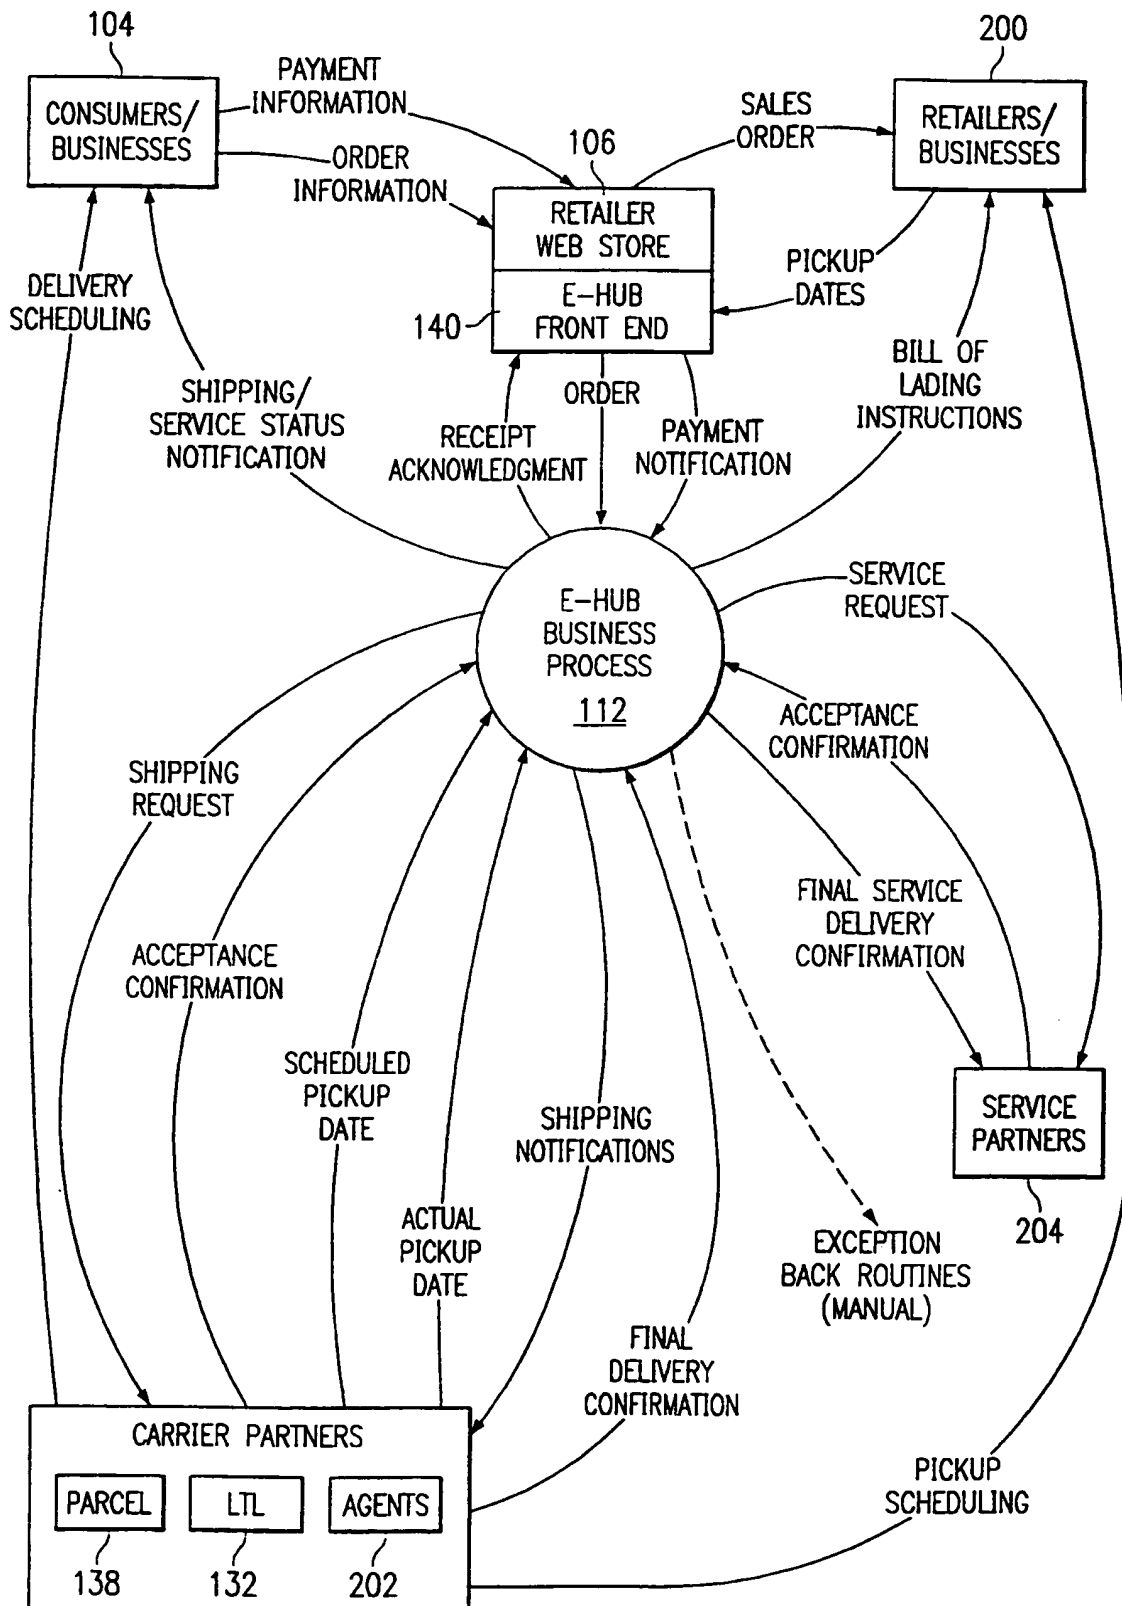 104
200
CONSUMERS/
BUSINESSES
PAYMENT
INFORMATION
ORDER
INFORMATION
106
SALES
ORDER
RETAILERS/
BUSINESSES
RETAILER
WEB STORE
E-HUB
FRONT END
140
PICKUP
DATES
DELIVERY
SCHEDULING
SHIPPING/
SERVICE STATUS
NOTIFICATION
RECEIPT
ACKNOWLEDGMENT
ORDER
PAYMENT
NOTIFICATION
BILL OF
LADING
INSTRUCTIONS
E-HUB
BUSINESS
PROCESS
112
SERVICE
REQUEST
ACCEPTANCE
CONFIRMATION
SHIPPING
REQUEST
ACCEPTANCE
CONFIRMATION
SCHEDULED
PICKUP
DATE
ACTUAL
PICKUP
DATE
SHIPPING
NOTIFICATIONS
FINAL SERVICE
DELIVERY
CONFIRMATION
SERVICE
PARTNERS
204
EXCEPTION
BACK ROUTINES
(MANUAL)
FINAL
DELIVERY
CONFIRMATION
PICKUP
SCHEDULING
CARRIER PARTNERS
PARCEL
LTL
AGENTS
138
132
202